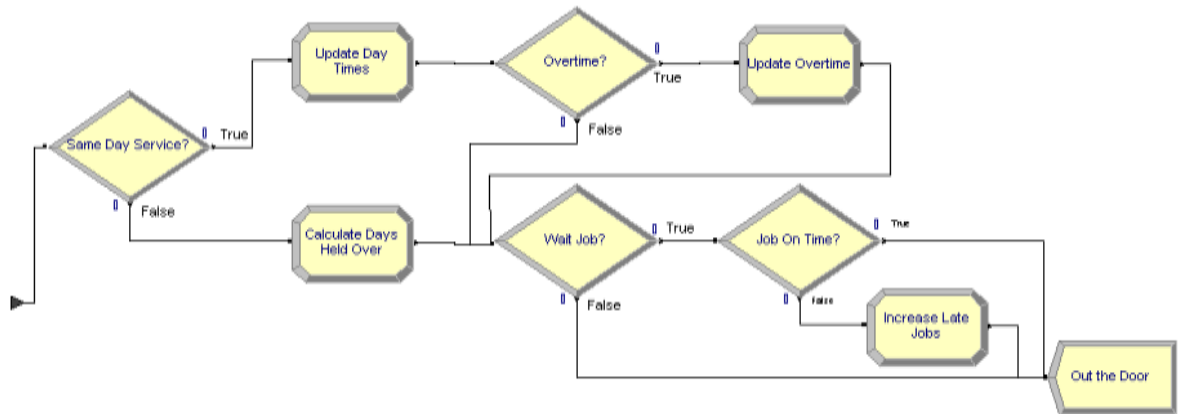 Update Day
Times
Overtime?
0
True
Update Overtime
0
False
Same Day Service?
0
True
0
False
Calculate Days
Held Over
Wait Job?
0
True
0
False
Job On Time?
0
True
0
False
Increase Late
Jobs
Out the Door